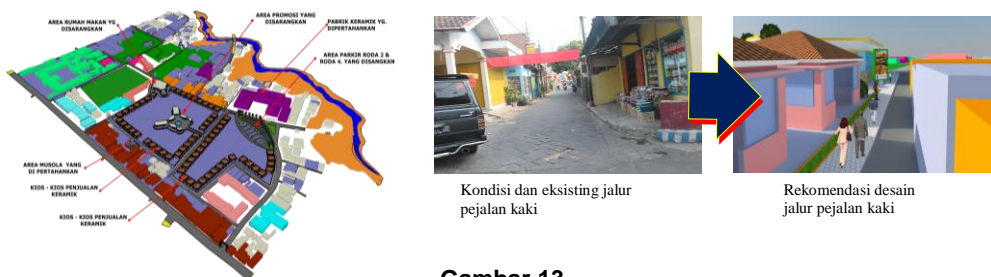 AREA RUMAH MAKAN YG
DISARANGKAN
AREA PROMOSI YANG
DISARANGKAN
PABRIK KERAMIK YG.
DIPERTAHANKAN
AREA PARKIR RODA 2 &
RODA 4. YANG DISANGKAN
AREA MUSOLA YANG
DI PERTAHANKAN
KIOS - KIOS PENJUALAN
KERAMIK
KIOS - KIOS PENJUALAN
KERAMIK
Kondisi dan eksisting jalur
pejalan kaki
Rekomendasi desain
jalur pejalan kaki
Gambar 13